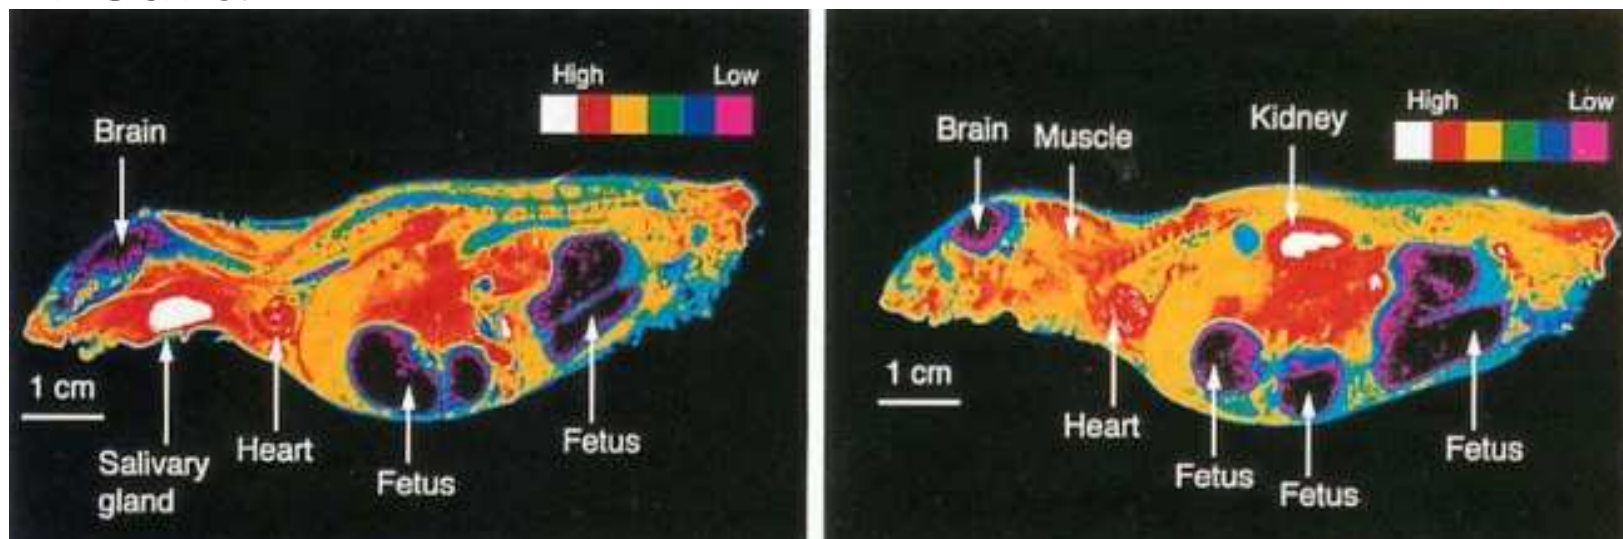 High Low
Brain
1 cm
Salivary
gland
Heart
Fetus
Fetus
High Low
Kidney
Brain
Muscle
1 cm
Heart
Fetus
Fetus
Fetus